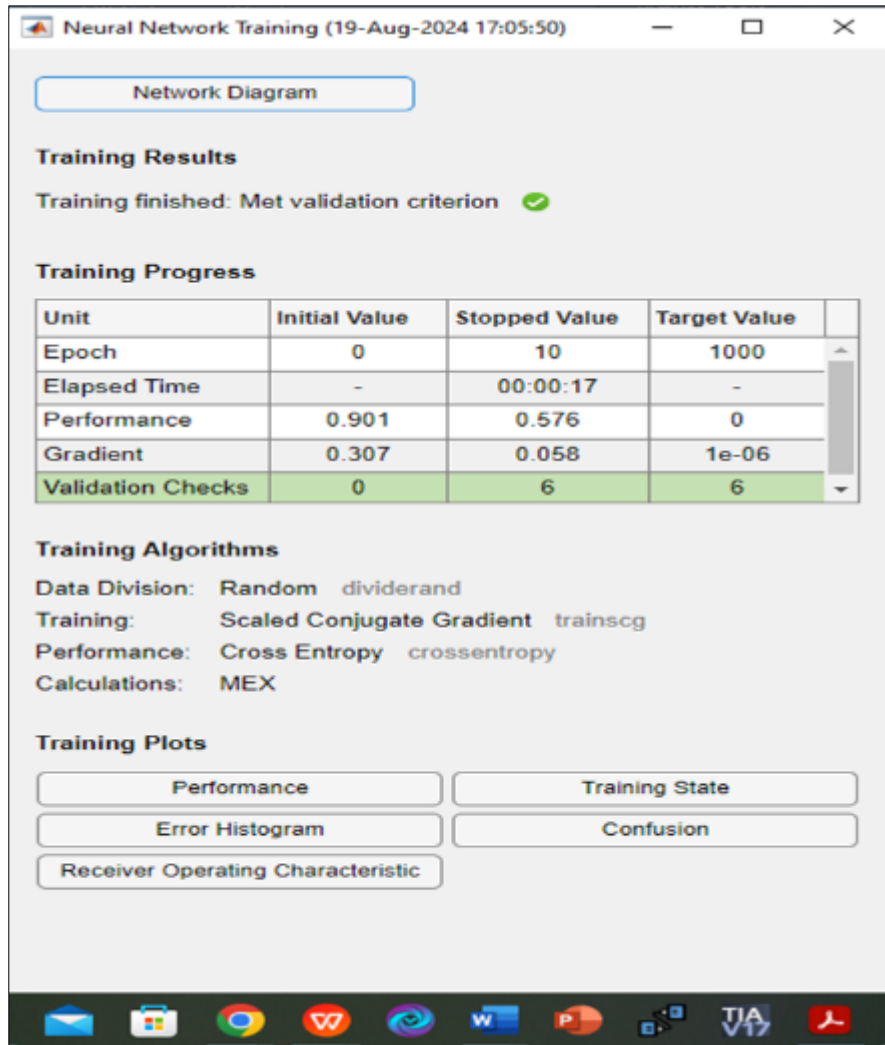 Neural Network Training (19-Aug-2024 17:05:50)
Network Diagram
Training Results
Training finished: Met validation criterion
Training Progress
Unit Initial Value Stopped Value Target Value
Epoch 0 10 1000
Elapsed Time - 00:00:17 -
Performance 0.901 0.576 0
Gradient 0.307 0.058 1e-06
Validation Checks 0 6 6
Training Algorithms
Data Division: Random dividerand
Training: Scaled Conjugate Gradient trainscg
Performance: Cross Entropy crossentropy
Calculations: MEX
Training Plots
Performance Training State
Error Histogram Confusion
Receiver Operating Characteristic
W W P TIA
V17